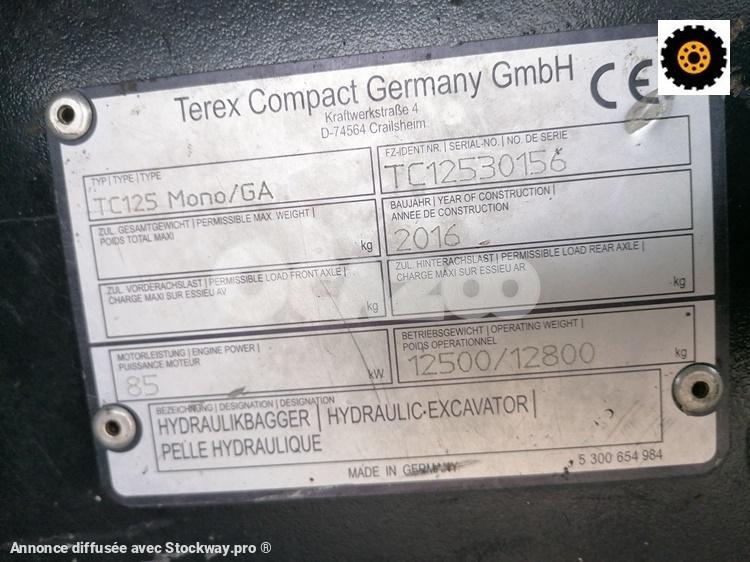 Terex Compact Germany GmbH
Kraftwerkstraße 4
D-74564 Crailsheim
CE
TYP | TYPE | TYPE
TC125 Mono/GA
FZ-IDENT NR. | SERIAL-NO. | NO. DE SERIE
TC12530156
ZUL. GESAMTGEWICHT | PERMISSIBLE MAX. WEIGHT |
POIDS TOTAL MAXI
kg
BAUJAHR | YEAR OF CONSTRUCTION |
ANNEE DE CONSTRUCTION
2016
ZUL. VORDERACHSLAST | PERMISSIBLE LOAD FRONT AXLE |
CHARGE MAXI SUR ESSIEU AV
kg
ZUL. HINTERACHSLAST | PERMISSIBLE LOAD REAR AXLE |
CHARGE MAXI SUR ESSIEU AR
kg
MOTORLEISTUNG | ENGINE POWER |
PUISSANCE MOTEUR
85
kW
BETRIEBSGEWICHT | OPERATING WEIGHT |
POIDS OPERATIONNEL
12500/12800
kg
BEZEICHNUNG | DESIGNATION | DESIGNATION
HYDRAULIKBAGGER | HYDRAULIC-EXCAVATOR |
PELLE HYDRAULIQUE
MADE IN GERMANY
5 300 654 984
Annonce diffusée avec Stockway.pro ®